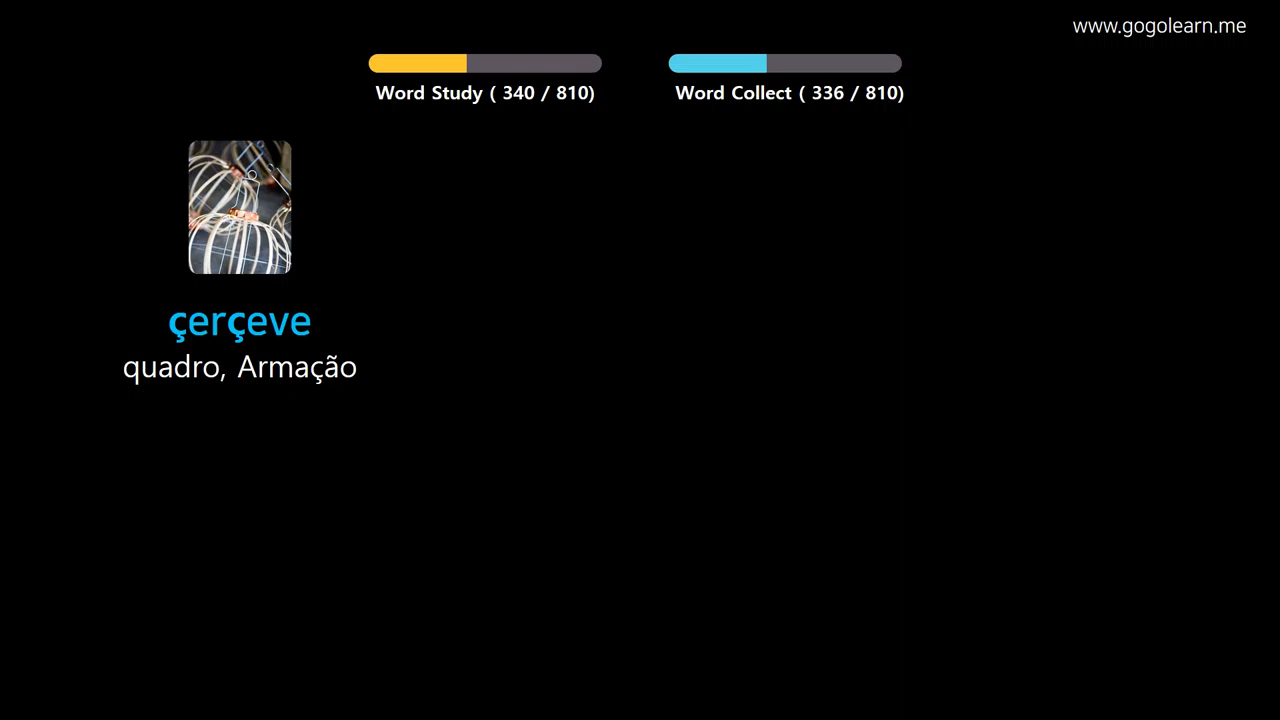 www.gogolearn.me
Word Study ( 340 / 810)
Word Collect ( 336 / 810)
çerçeve
quadro, Armação